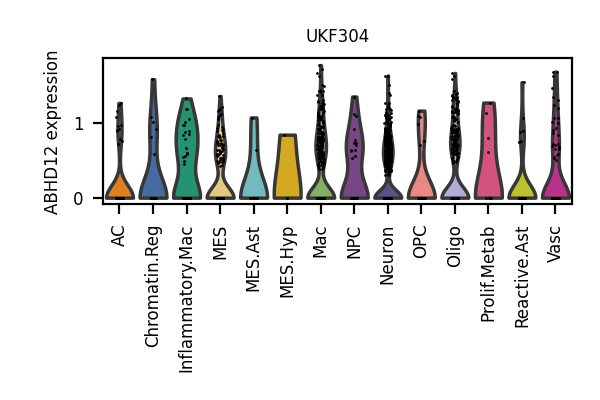 UKF304
ABHD12 expression
1
0
AC
Chromatin.Reg
Inflammatory.Mac
MES
MES.Ast
MES.Hyp
Mac
NPC
Neuron
OPC
Oligo
Prolif.Metab
Reactive.Ast
Vasc